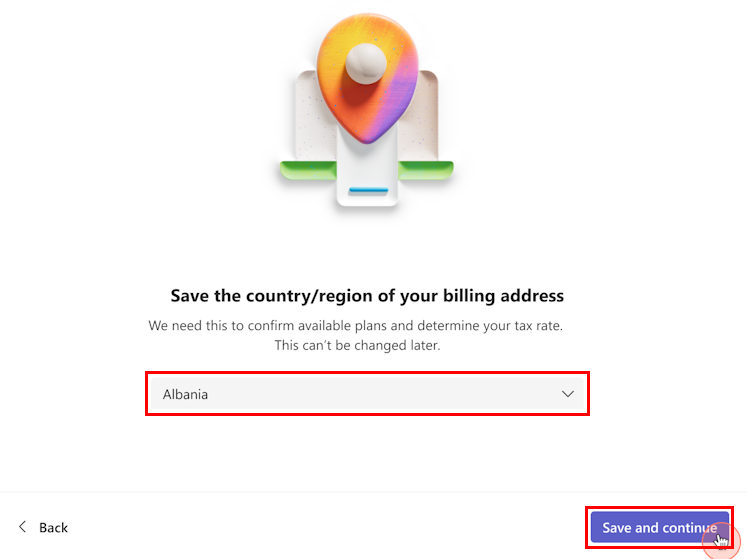 Save the country/region of your billing address
We need this to confirm available plans and determine your tax rate.
This can't be changed later.
Albania
Back
Save and continue